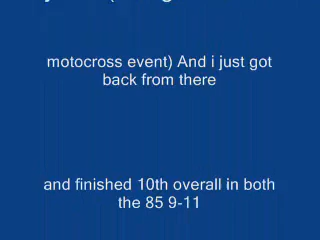 motocross event) And i just got
back from there
and finished 10th overall in both
the 85 9-11